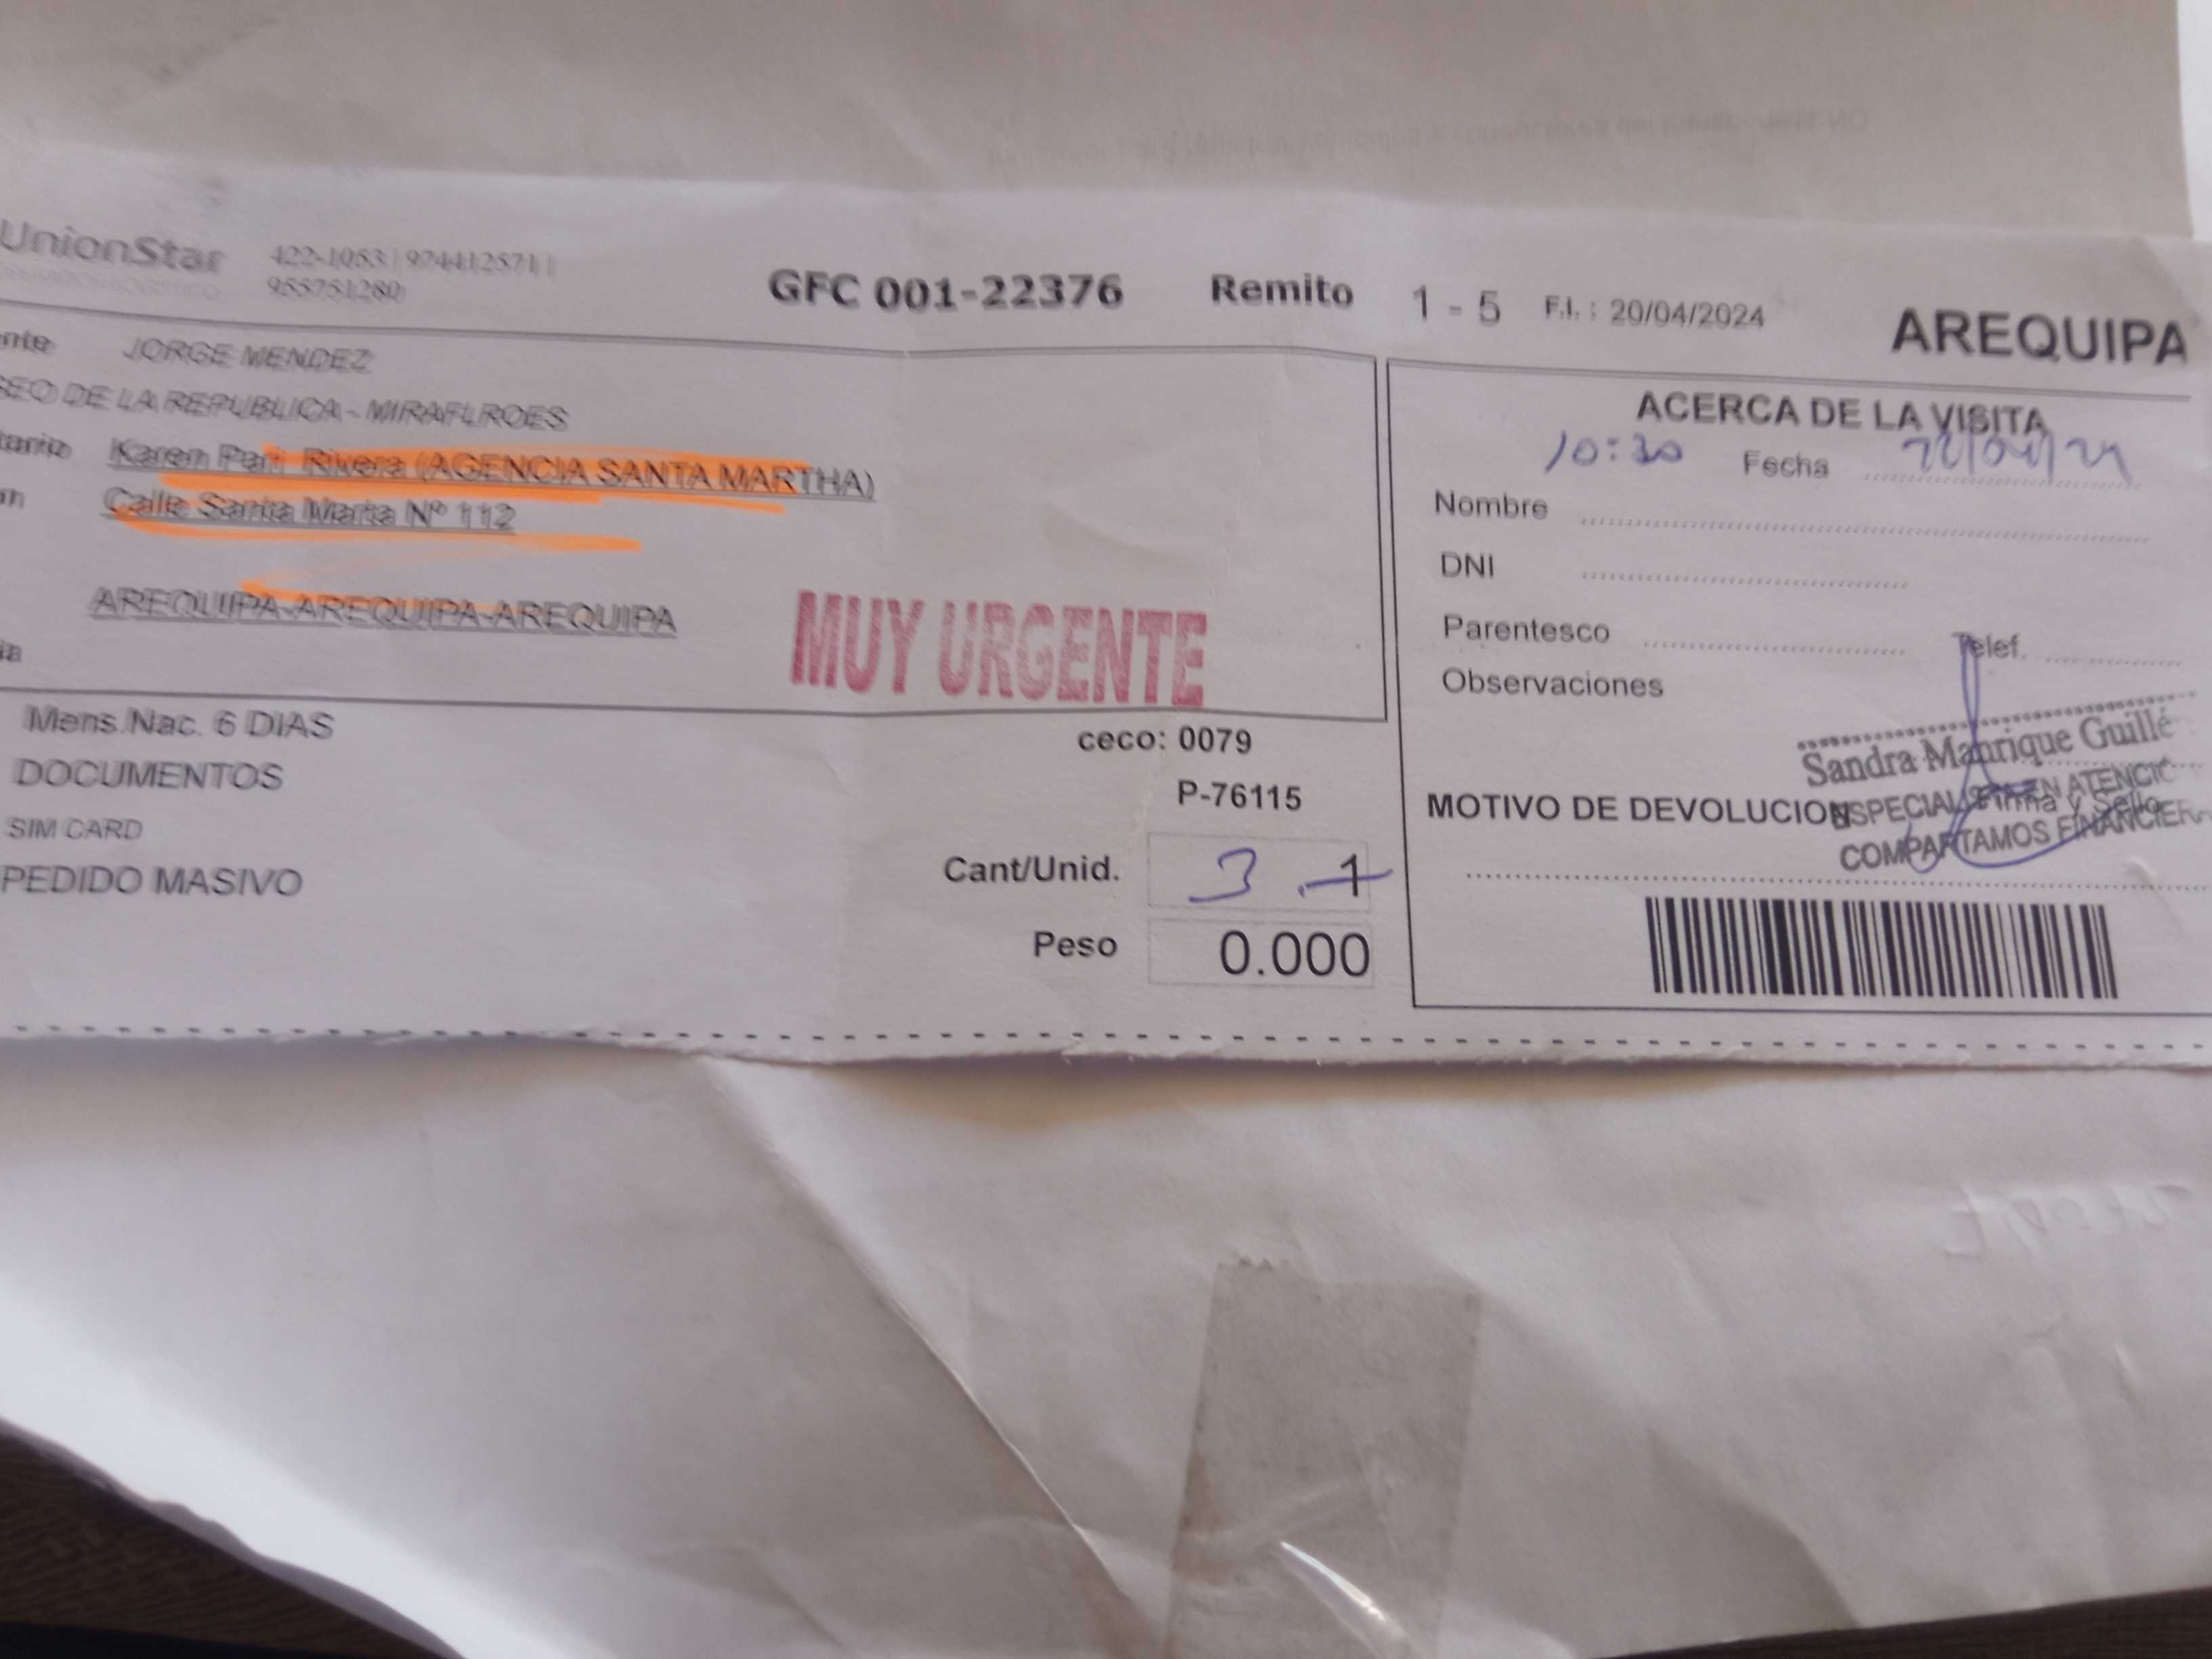 UnionStar
422-1053 | 974412571 |
955751280
GFC 001-22376 Remito 1 - 5 F.I. : 20/04/2024 AREQUIPA
JORGE MENDEZ
SEO DE LA REPUBLICA - MIRAFLROES
Karen Pari Rivera (AGENCIA SANTA MARTHA)
Calle Santa Marta Nº 112
AREQUIPA-AREQUIPA-AREQUIPA
MUY URGENTE
Mens.Nac. 6 DIAS
DOCUMENTOS
SIM CARD
PEDIDO MASIVO
ceco: 0079
P-76115
Cant/Unid. 3 1
Peso 0.000
ACERCA DE LA VISITA
10:30 Fecha
Nombre
DNI
Parentesco Telef.
Observaciones
Sandra Manrique Guillé
MOTIVO DE DEVOLUCION
Firma y Sello
EN ATENCIÓ
COMPARTAMOS FINANCIERA